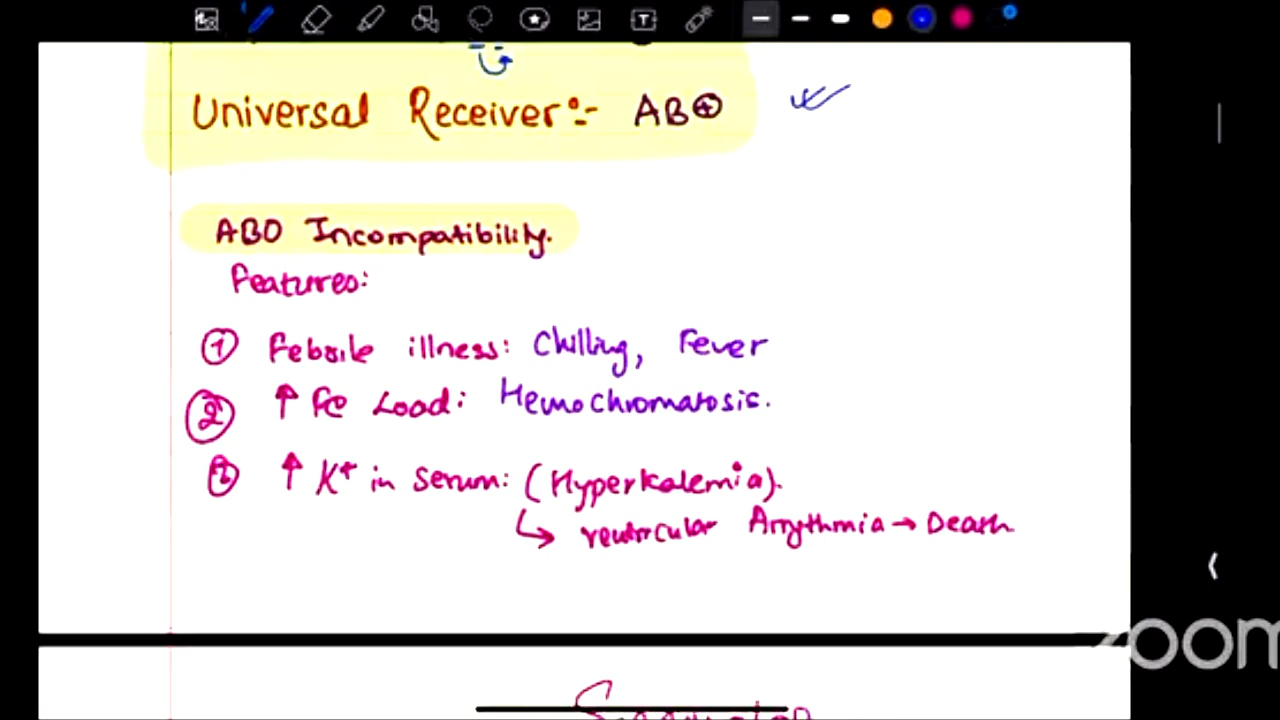 Universal Receiver:- AB⊕
ABO Incompatibility.
Features:
① Febrile illness: Chilling, Fever
② ↑ Fe Load: Hemochromatosis.
③ ↑ K+ in Serum: (Hyperkalemia).
↳ ventricular Arrythmia → Death
zoom